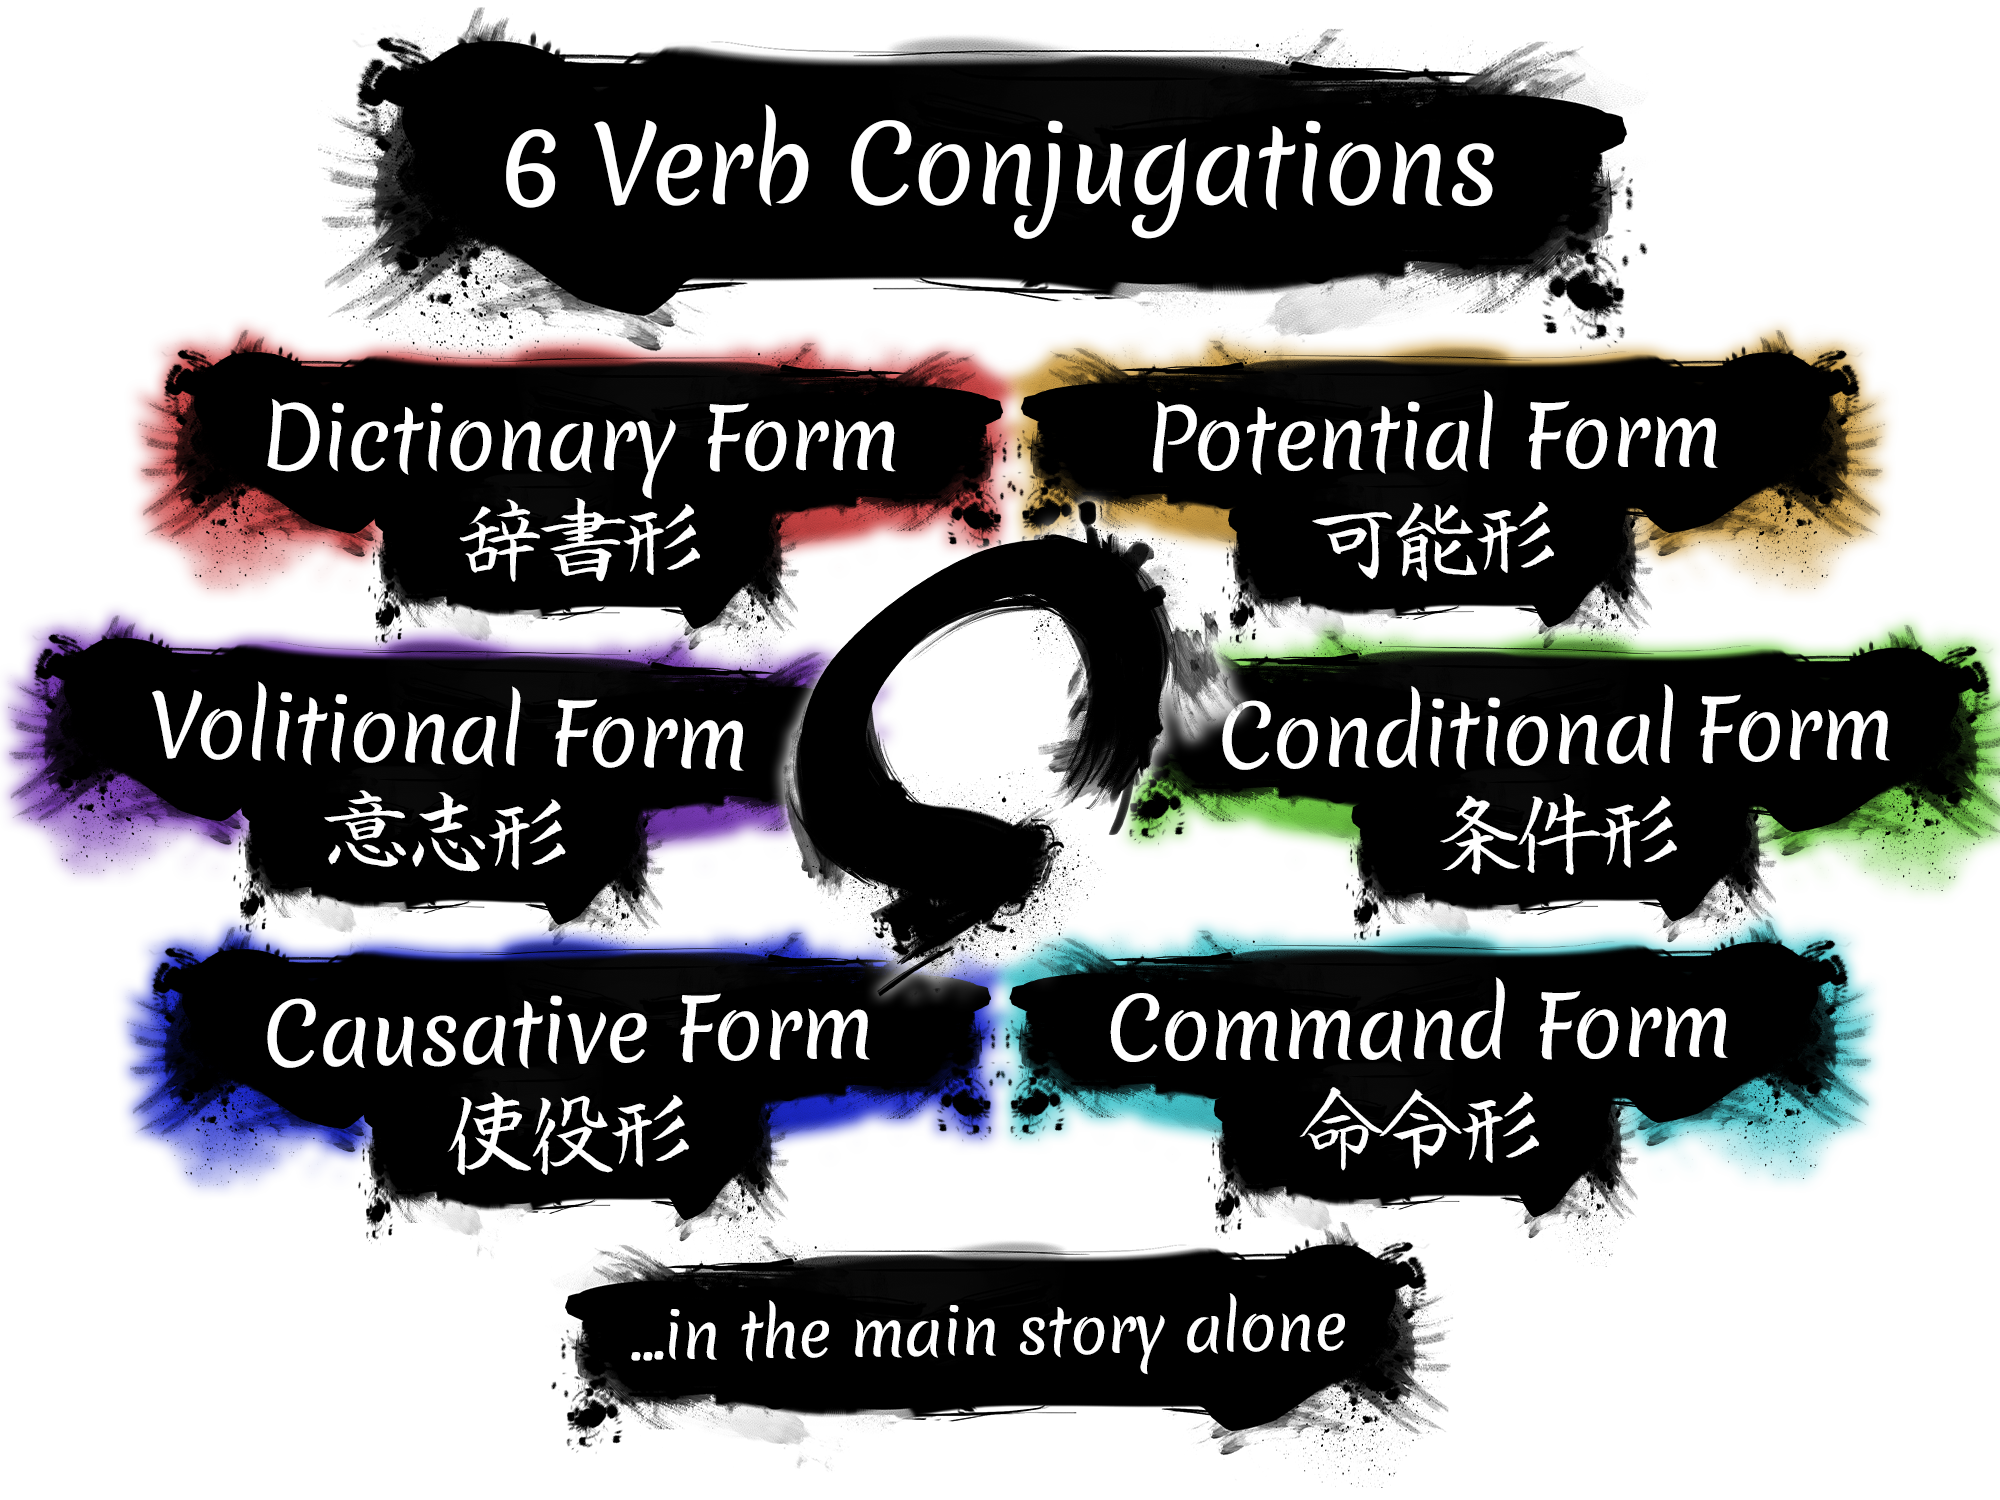 6 Verb Conjugations
Dictionary Form
辞書形
Potential Form
可能形
Volitional Form
意志形
Conditional Form
条件形
Causative Form
使役形
Command Form
命令形
...in the main story alone